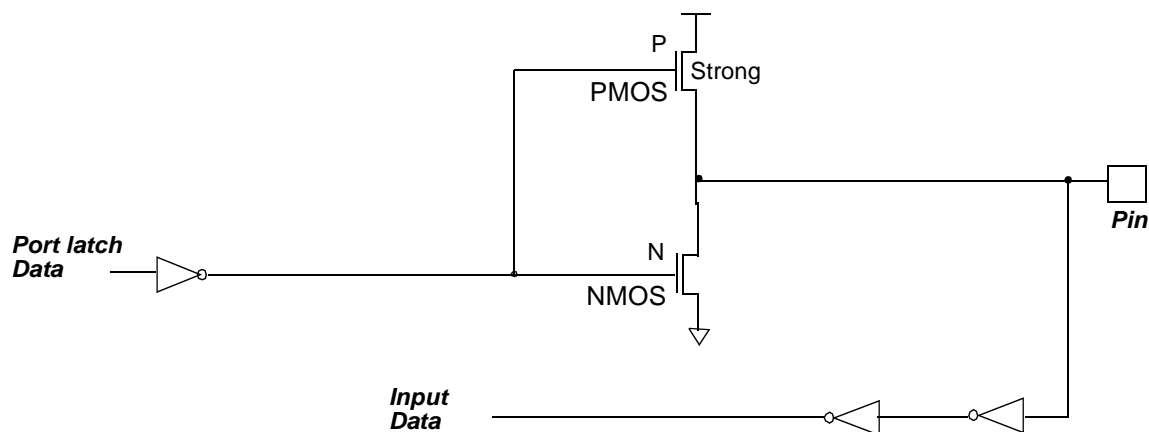 P
Strong
PMOS
Pin
Port latch
Data
N
NMOS
Input
Data